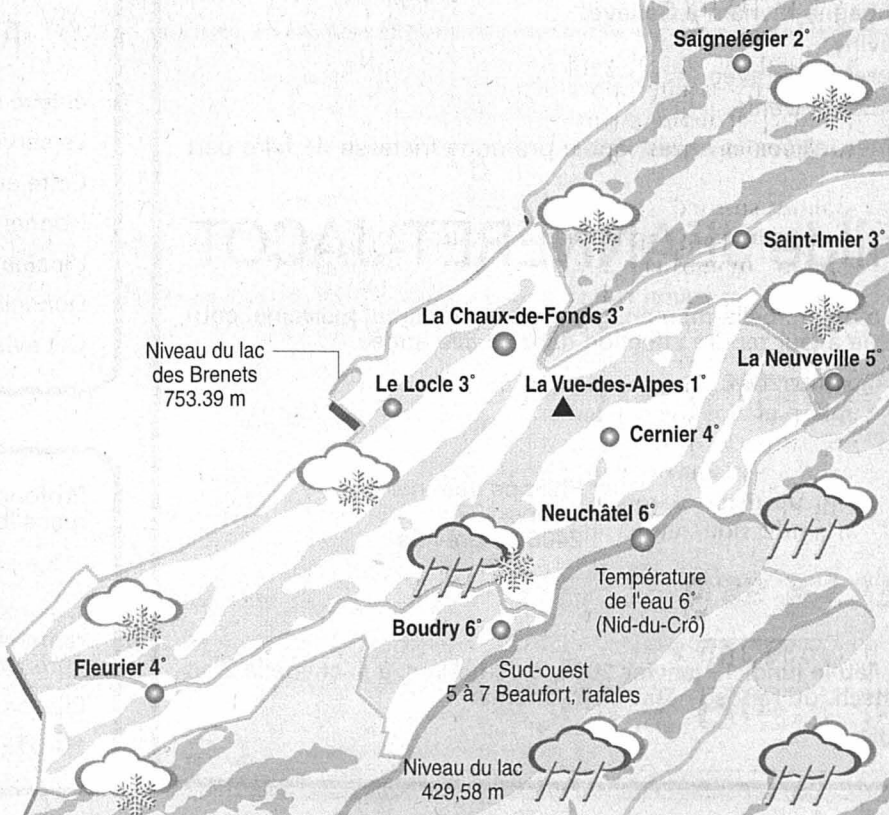 Saignelégier 2°
Saint-Imier 3°
La Chaux-de-Fonds 3°
Niveau du lac
des Brenets
753.39 m
Le Locle 3°
La Vue-des-Alpes 1°
La Neuveville 5°
Cernier 4°
Neuchâtel 6°
Température
de l'eau 6°
(Nid-du-Crô)
Boudry 6°
Fleurier 4°
Sud-ouest
5 à 7 Beaufort, rafales
Niveau du lac
429,58 m